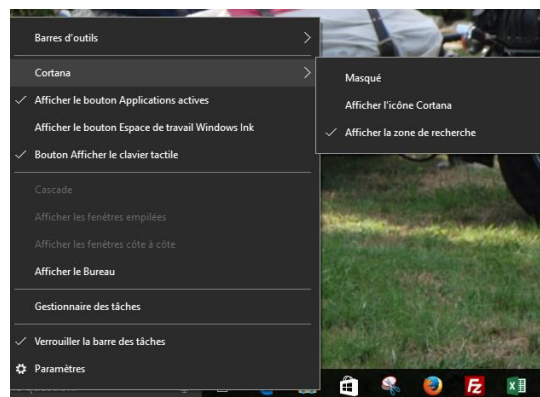 Barres d'outils
Cortana
Afficher le bouton Applications actives
Afficher le bouton Espace de travail Windows Ink
Bouton Afficher le clavier tactile
Cascade
Afficher les fenêtres empilées
Afficher les fenêtres côte à côte
Afficher le Bureau
Gestionnaire des tâches
Verrouiller la barre des tâches
Paramètres
Masqué
Afficher l'icône Cortana
Afficher la zone de recherche
Fz
x